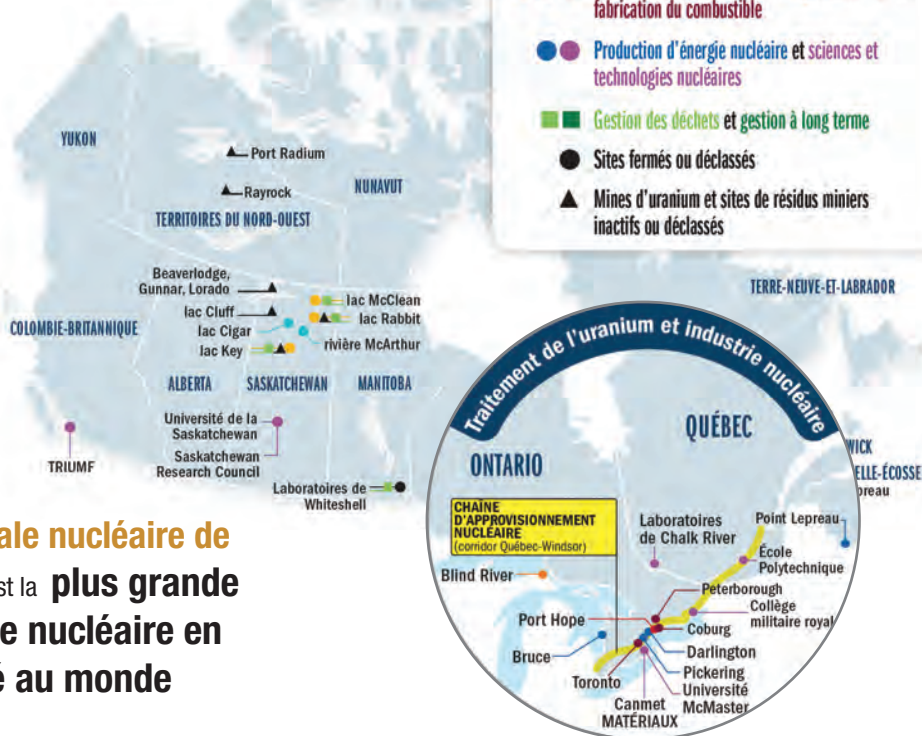 fabrication du combustible
Production d'énergie nucléaire et sciences et
technologies nucléaires
Gestion des déchets et gestion à long terme
Sites fermés ou déclassés
Mines d'uranium et sites de résidus miniers
inactifs ou déclassés
YUKON
Port Radium
Rayrock
NUNAVUT
TERRITOIRES DU NORD-OUEST
Beaverlodge,
Gunnar, Lorado
lac Cluff
lac Cigar
lac Key
lac McClean
lac Rabbit
rivière McArthur
COLOMBIE-BRITANNIQUE
ALBERTA
SASKATCHEWAN
MANITOBA
TERRE-NEUVE-ET-LABRADOR
TRIUMF
Université de la
Saskatchewan
Saskatchewan
Research Council
Laboratoires de
Whiteshell
Traitement de l'uranium et industrie nucléaire
ONTARIO
QUÉBEC
WICK
ELLE-ÉCOSSE
preau
CHAÎNE
D'APPROVISIONNEMENT
NUCLÉAIRE
(corridor Québec-Windsor)
Laboratoires
de Chalk River
Point Lepreau
École
Polytechnique
Blind River
Peterborough
Collège
militaire royal
Port Hope
Coburg
Bruce
Darlington
Pickering
Toronto
Université
McMaster
Canmet
MATÉRIAUX
ale nucléaire de
st la plus grande
e nucléaire en
é au monde